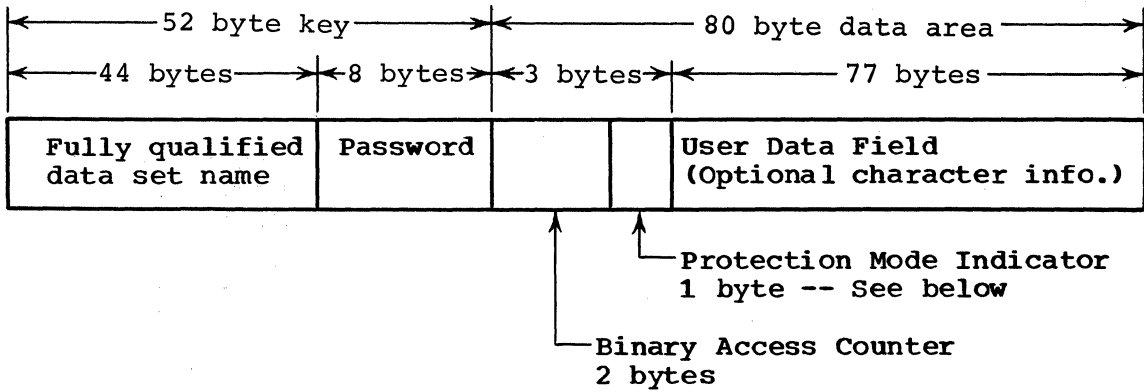 52 byte key 80 byte data area
44 bytes 8 bytes 3 bytes 77 bytes
Fully qualified Password User Data Field
data set name (Optional character info.)
Protection Mode Indicator
1 byte -- See below
Binary Access Counter
2 bytes